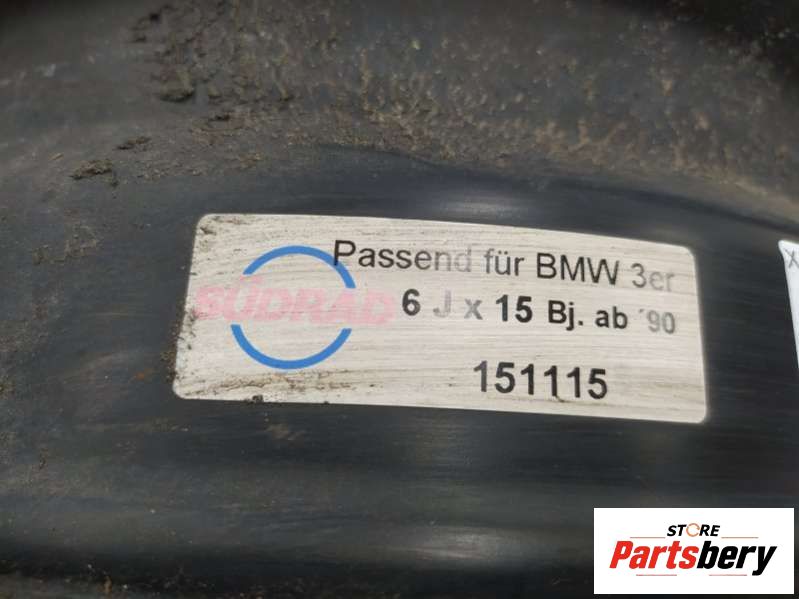 Passend für BMW 3er
SÜDRAD
6 J x 15 Bj. ab ´90
151115
X
STORE
Partsbery